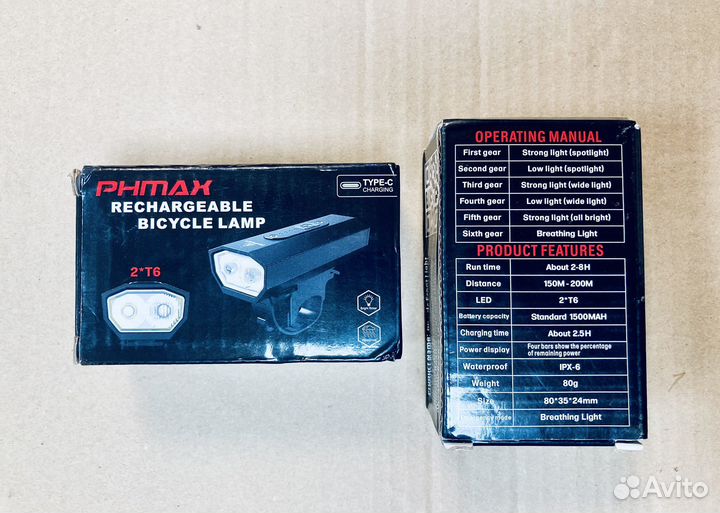 PHMAX
TYPE-C
CHARGING
RECHARGEABLE
BICYCLE LAMP
2*T6
OPERATING MANUAL
First gear Strong light (spotlight)
Second gear Low light (spotlight)
Third gear Strong light (wide light)
Fourth gear Low light (wide light)
Fifth gear Strong light (all bright)
Sixth gear Breathing Light
PRODUCT FEATURES
Run time About 2-8H
Distance 150M - 200M
LED 2*T6
Battery capacity Standard 1500MAH
Charging time About 2.5H
Power display Four bars show the percentage
of remaining power
Waterproof IPX-6
Weight 80g
Size 80*35*24mm
mode Breathing Light
Avito